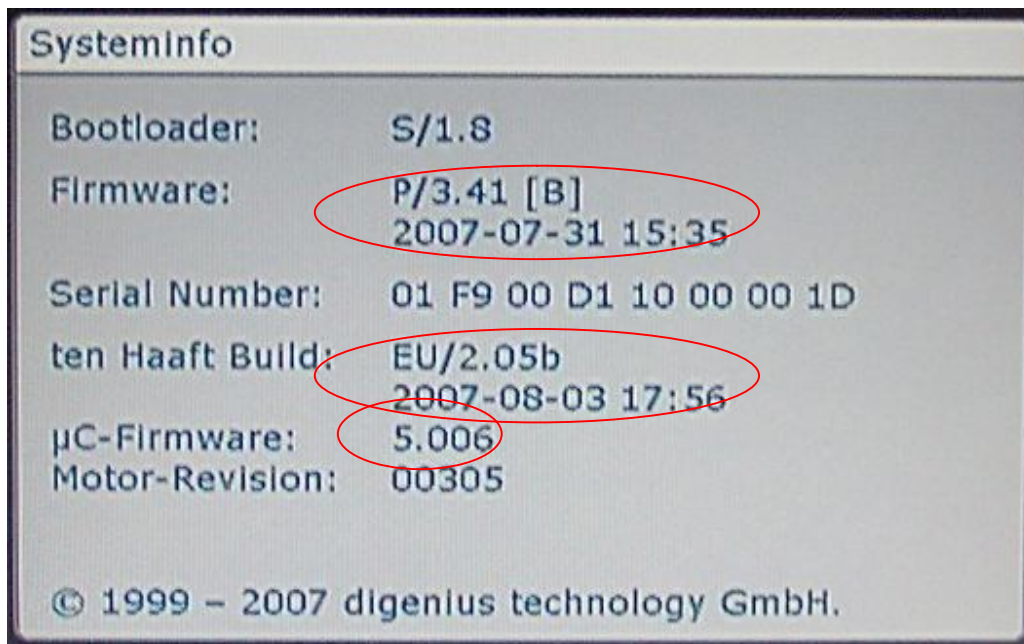 SystemInfo
Bootloader: S/1.8
Firmware: P/3.41 [B]
2007-07-31 15:35
Serial Number: 01 F9 00 D1 10 00 00 1D
ten Haaft Build: EU/2.05b
2007-08-03 17:56
µC-Firmware: 5.006
Motor-Revision: 00305
© 1999 – 2007 digenius technology GmbH.